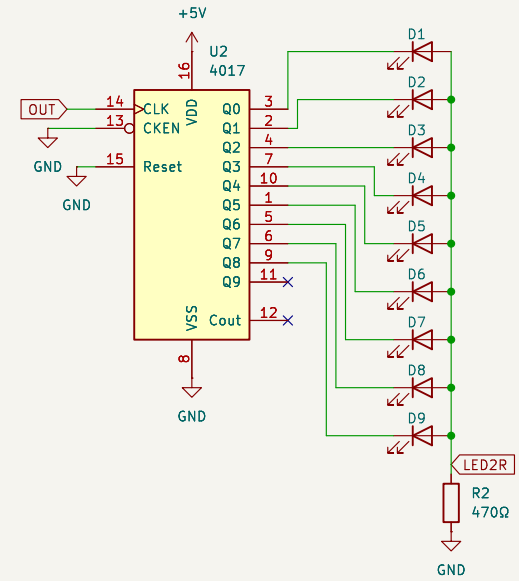 +5V
U2
4017
16
VDD
OUT
14
CLK
13
CKEN
15
Reset
GND
GND
Q0
3
Q1
2
Q2
4
Q3
7
Q4
10
Q5
1
Q6
5
Q7
6
Q8
9
Q9
11
Cout
12
VSS
8
GND
D1
D2
D3
D4
D5
D6
D7
D8
D9
LED2R
R2
470Ω
GND